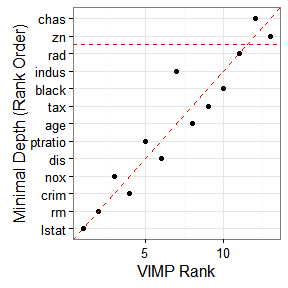 Minimal Depth (Rank Order)
chas
zn
rad
indus
black
tax
age
ptratio
dis
nox
crim
rm
lstat
5 10
VIMP Rank